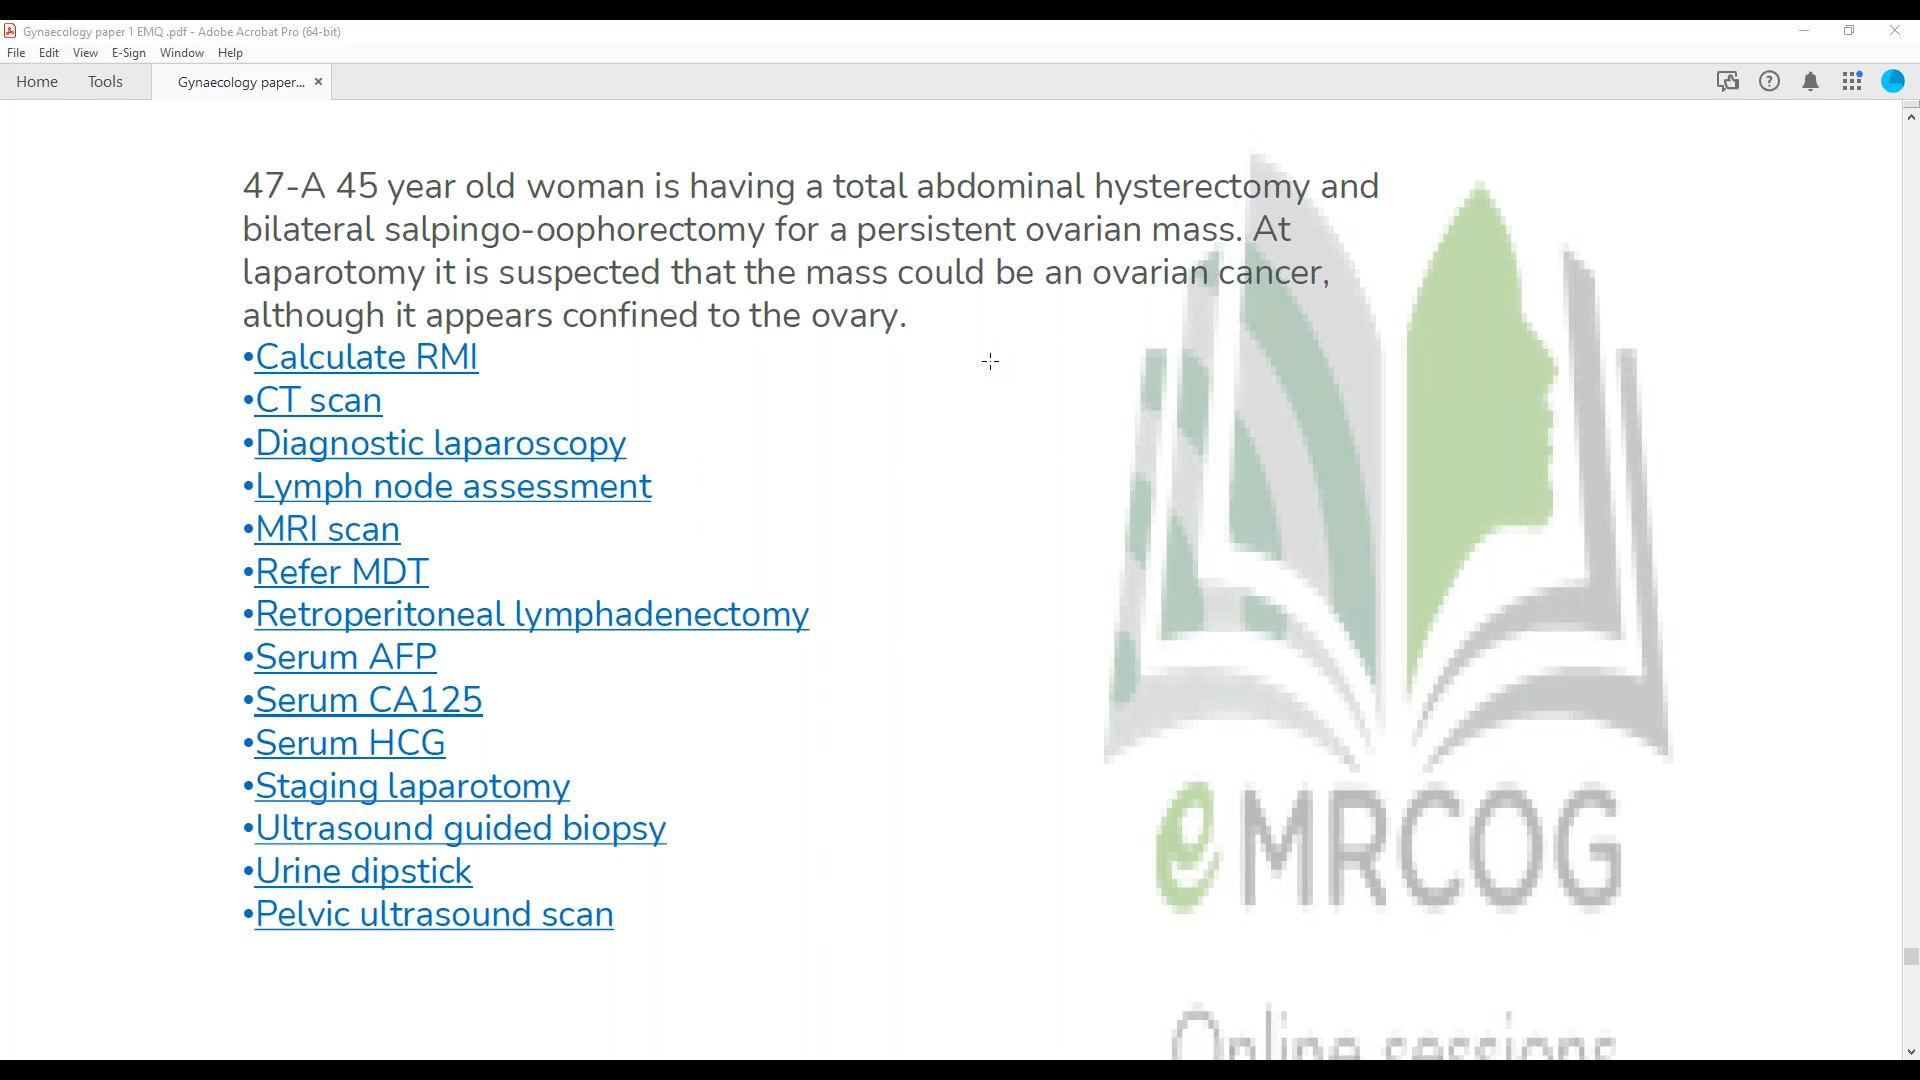 Gynaecology paper 1 EMQ .pdf - Adobe Acrobat Pro (64-bit)
File Edit View E-Sign Window Help
Home Tools Gynaecology paper... ×
47-A 45 year old woman is having a total abdominal hysterectomy and
bilateral salpingo-oophorectomy for a persistent ovarian mass. At
laparotomy it is suspected that the mass could be an ovarian cancer,
although it appears confined to the ovary.
•Calculate RMI
•CT scan
•Diagnostic laparoscopy
•Lymph node assessment
•MRI scan
•Refer MDT
•Retroperitoneal lymphadenectomy
•Serum AFP
•Serum CA125
•Serum HCG
•Staging laparotomy
•Ultrasound guided biopsy
•Urine dipstick
•Pelvic ultrasound scan
eMRCOG
Online sessions